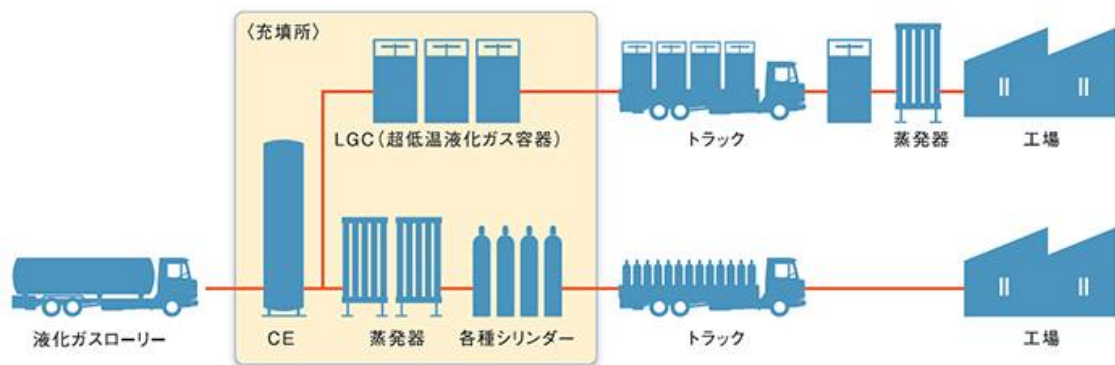 〈充填所〉
LGC(超低温液化ガス容器)
トラック
蒸発器
工場
液化ガスローリー
CE
蒸発器
各種シリンダー
トラック
工場